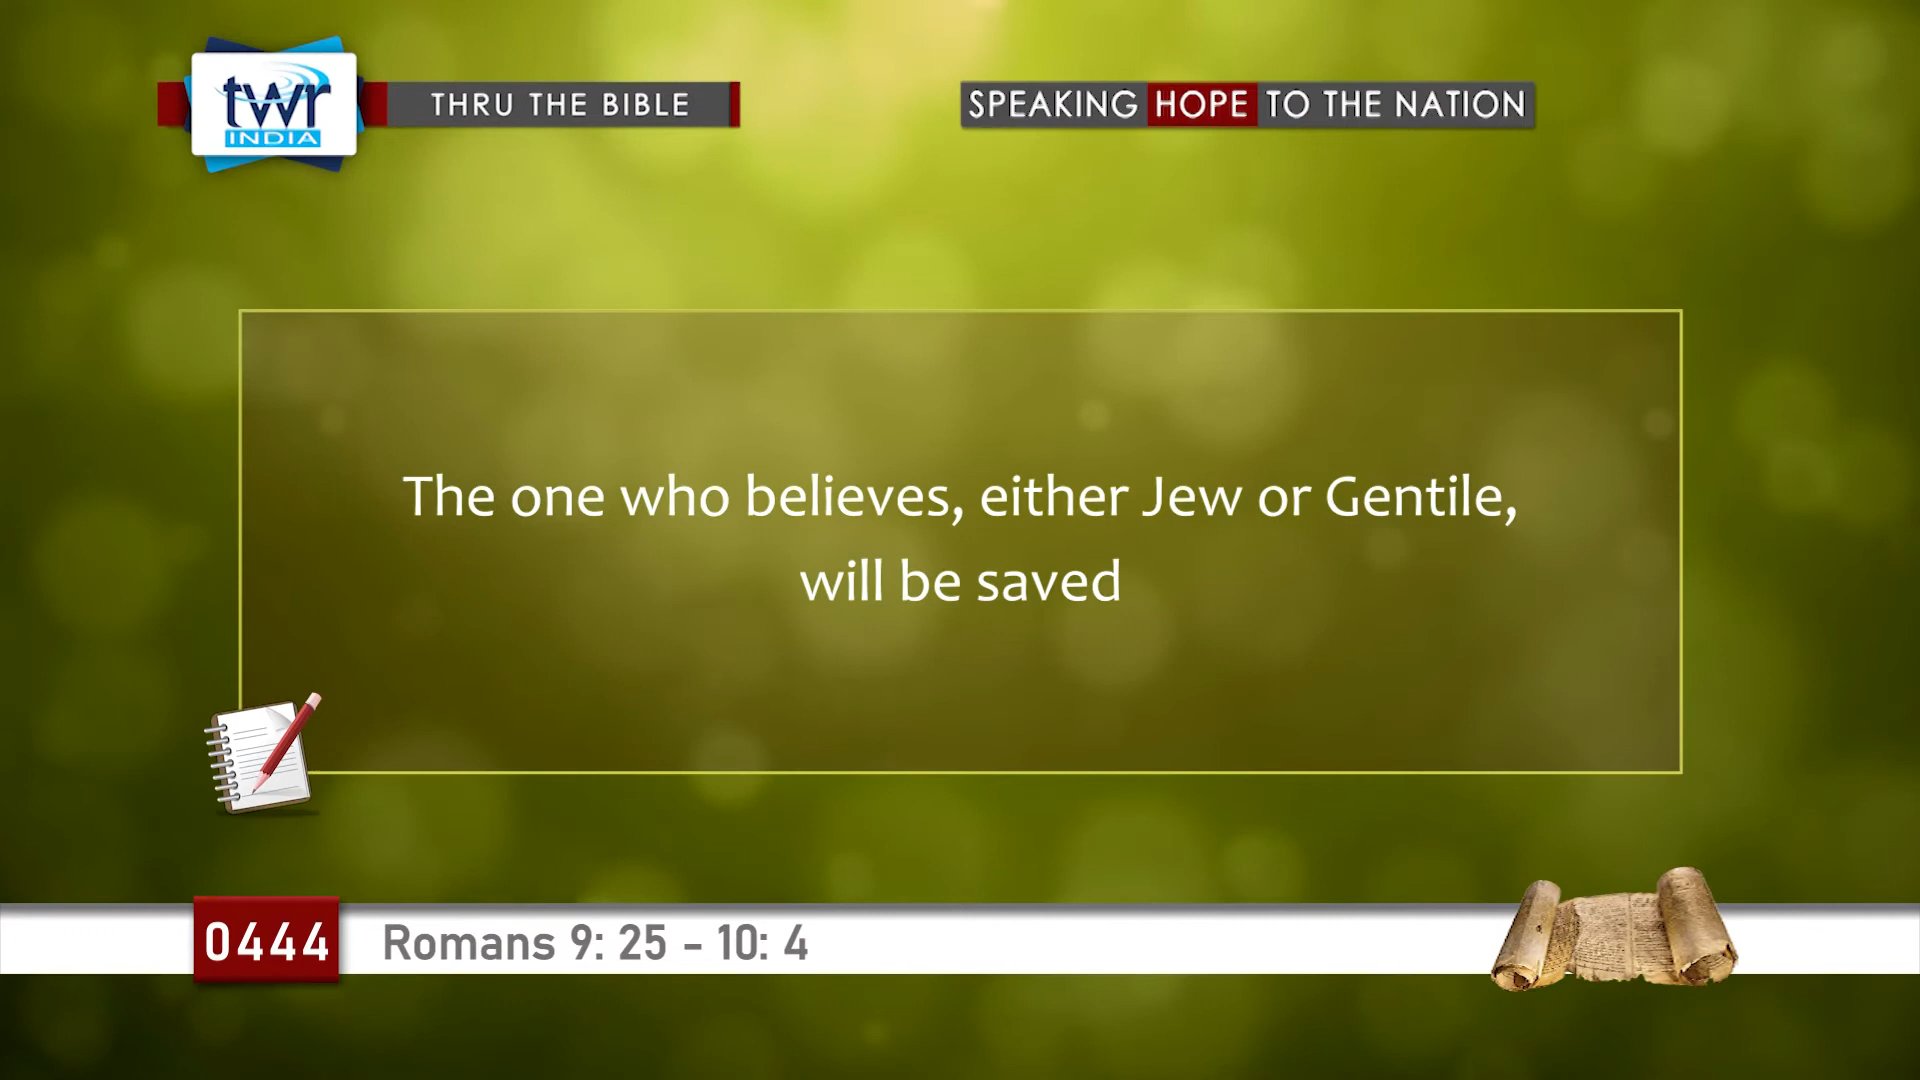 twr
INDIA
THRU THE BIBLE
SPEAKING HOPE TO THE NATION
The one who believes, either Jew or Gentile,
will be saved
0444
Romans 9: 25 - 10: 4